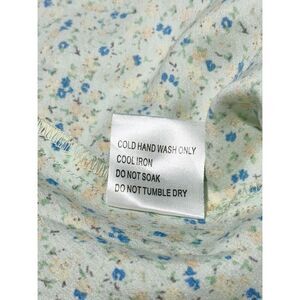 COLD HAND WASH ONLY
COOL IRON
DO NOT SOAK
DO NOT TUMBLE DRY